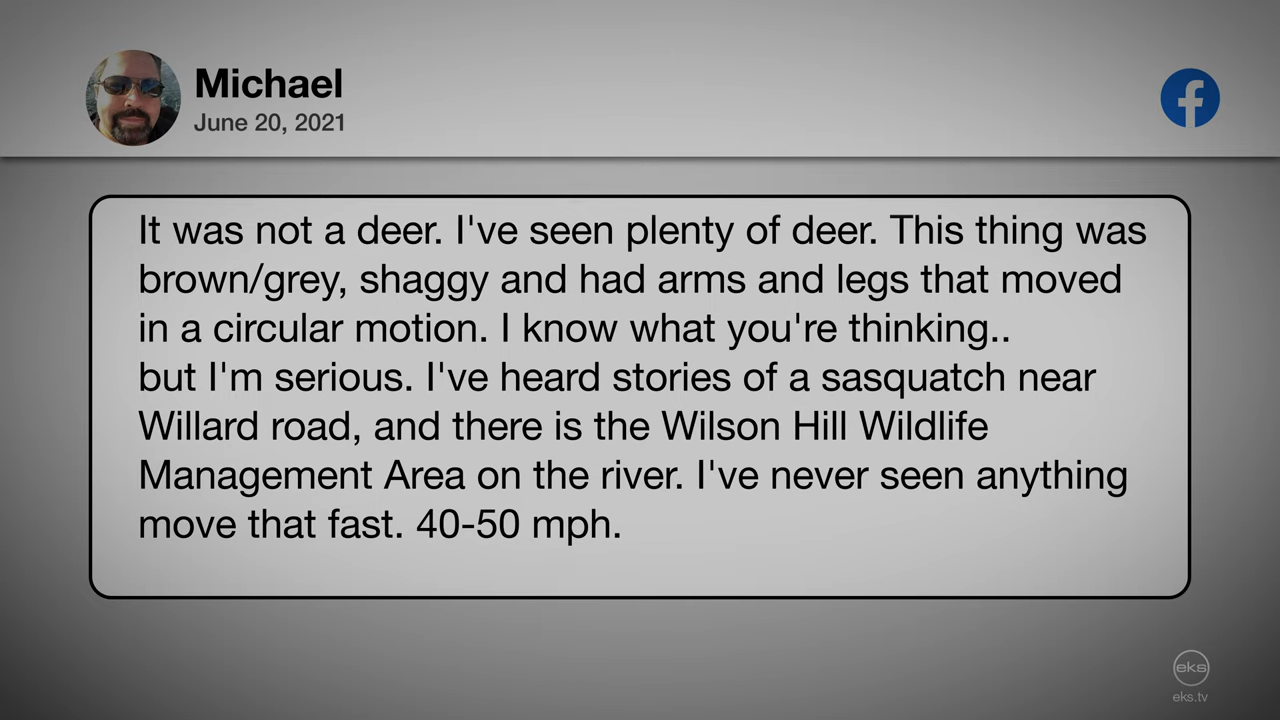 Michael
June 20, 2021
It was not a deer. I've seen plenty of deer. This thing was
brown/grey, shaggy and had arms and legs that moved
in a circular motion. I know what you're thinking..
but I'm serious. I've heard stories of a sasquatch near
Willard road, and there is the Wilson Hill Wildlife
Management Area on the river. I've never seen anything
move that fast. 40-50 mph.
eks
eks.tv